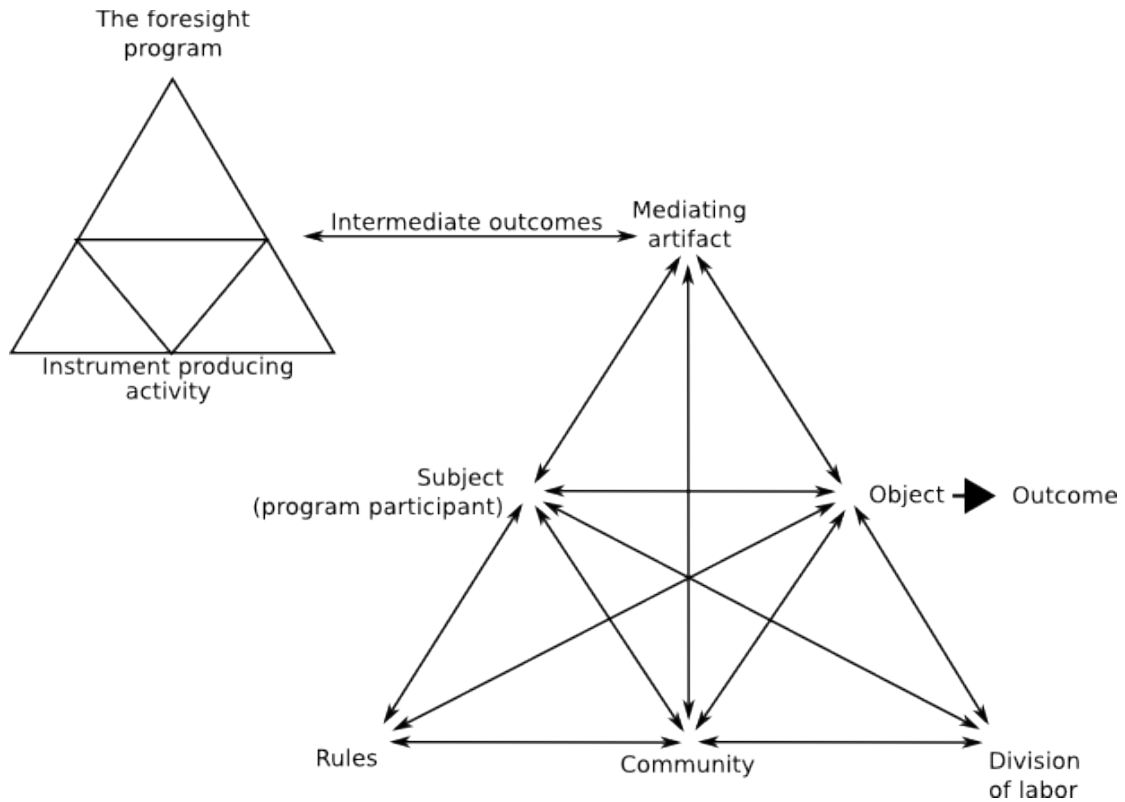 The foresight
program
Intermediate outcomes
Mediating
artifact
Instrument producing
activity
Subject
(program participant)
Object
Outcome
Rules
Community
Division
of labor